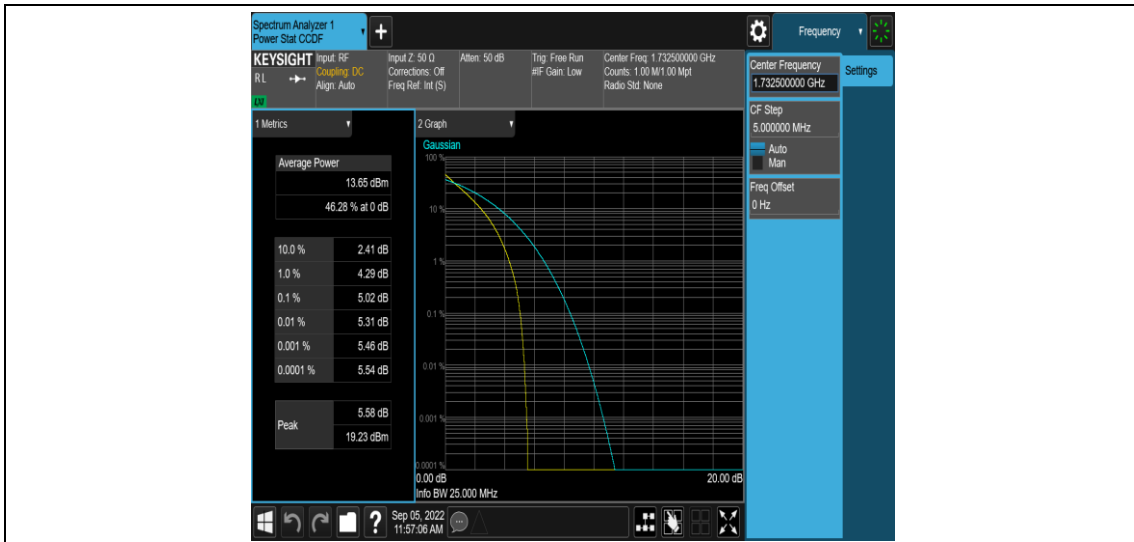 Spectrum Analyzer 1
Power Stat CCDF
+
Frequency
KEYSIGHT
RL
LXI
Input: RF
Coupling: DC
Align: Auto
Input Z: 50 Ω
Corrections: Off
Freq Ref: Int (S)
Atten: 50 dB
Trig: Free Run
#IF Gain: Low
Center Freq: 1.732500000 GHz
Counts: 1.00 M/1.00 Mpt
Radio Std: None
Center Frequency
1.732500000 GHz
Settings
CF Step
5.000000 MHz
Auto
Man
Freq Offset
0 Hz
1 Metrics
Average Power
13.65 dBm
46.28 % at 0 dB
10.0 % 2.41 dB
1.0 % 4.29 dB
0.1 % 5.02 dB
0.01 % 5.31 dB
0.001 % 5.46 dB
0.0001 % 5.54 dB
Peak
5.58 dB
19.23 dBm
2 Graph
Gaussian
100 %
10 %
1 %
0.1 %
0.01 %
0.001 %
0.0001 %
0.00 dB 20.00 dB
Info BW 25.000 MHz
?
Sep 05, 2022
11:57:06 AM